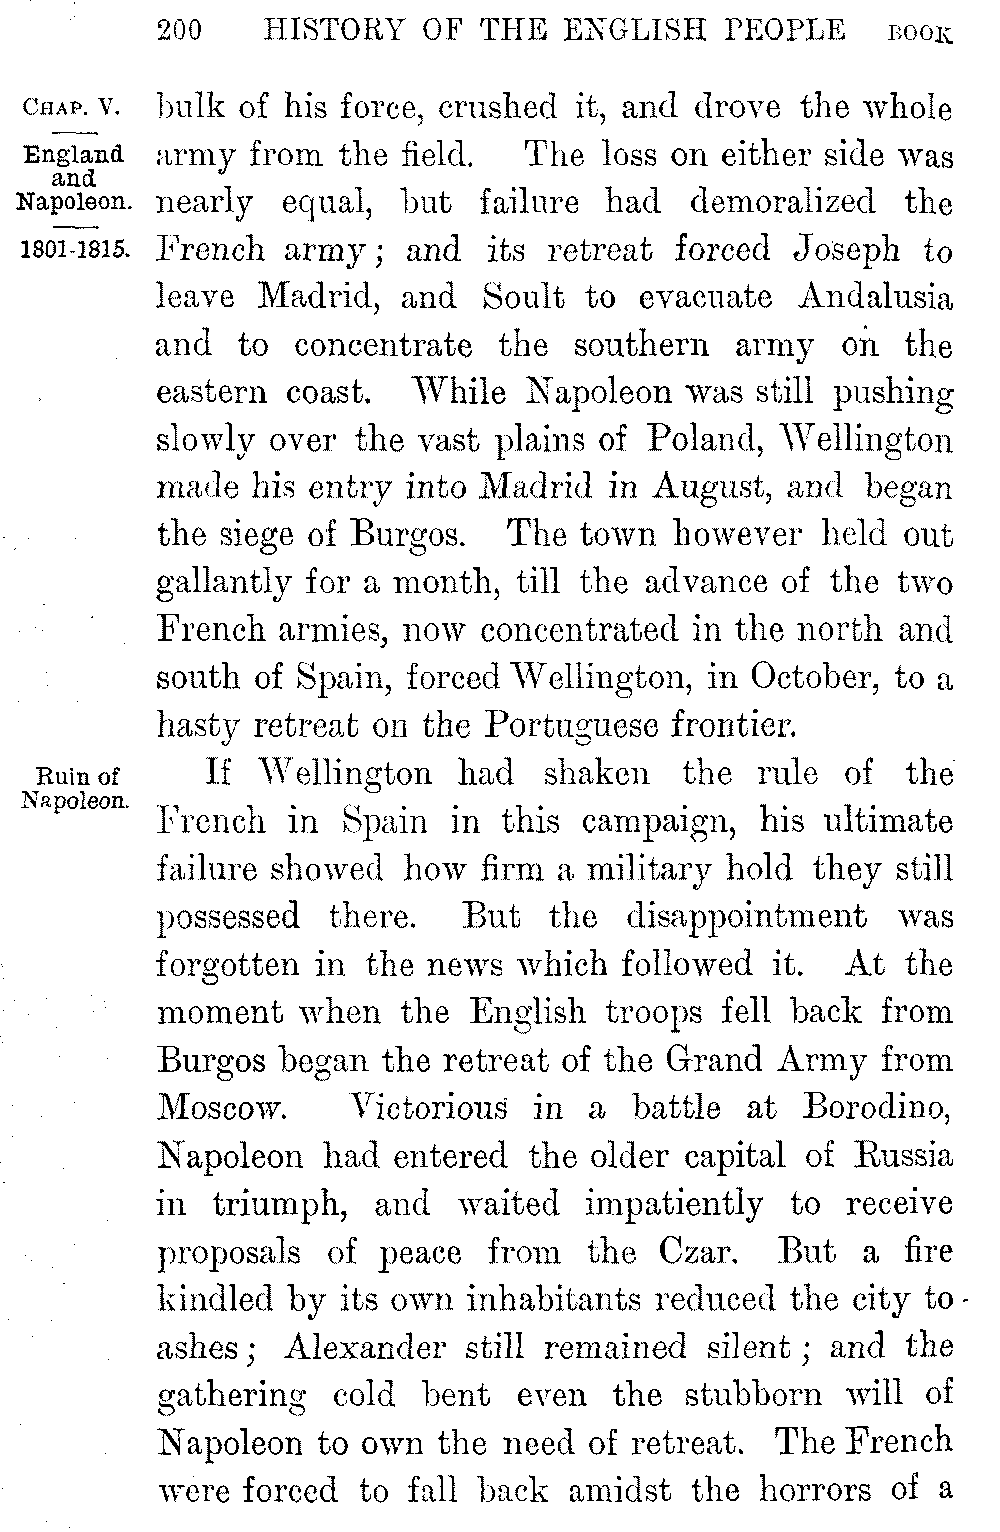 200 HISTORY OF THE ENGLISH PEOPLE BOOK
CHAP. V.
England
and
Napoleon.
1801-1815.
bulk of his force, crushed it, and drove the whole
army from the field. The loss on either side was
nearly equal, but failure had demoralized the
French army; and its retreat forced Joseph to
leave Madrid, and Soult to evacuate Andalusia
and to concentrate the southern army on the
eastern coast. While Napoleon was still pushing
slowly over the vast plains of Poland, Wellington
made his entry into Madrid in August, and began
the siege of Burgos. The town however held out
gallantly for a month, till the advance of the two
French armies, now concentrated in the north and
south of Spain, forced Wellington, in October, to a
hasty retreat on the Portuguese frontier.
Ruin of
Napoleon.
If Wellington had shaken the rule of the
French in Spain in this campaign, his ultimate
failure showed how firm a military hold they still
possessed there. But the disappointment was
forgotten in the news which followed it. At the
moment when the English troops fell back from
Burgos began the retreat of the Grand Army from
Moscow. Victorious in a battle at Borodino,
Napoleon had entered the older capital of Russia
in triumph, and waited impatiently to receive
proposals of peace from the Czar. But a fire
kindled by its own inhabitants reduced the city to
ashes; Alexander still remained silent; and the
gathering cold bent even the stubborn will of
Napoleon to own the need of retreat. The French
were forced to fall back amidst the horrors of a